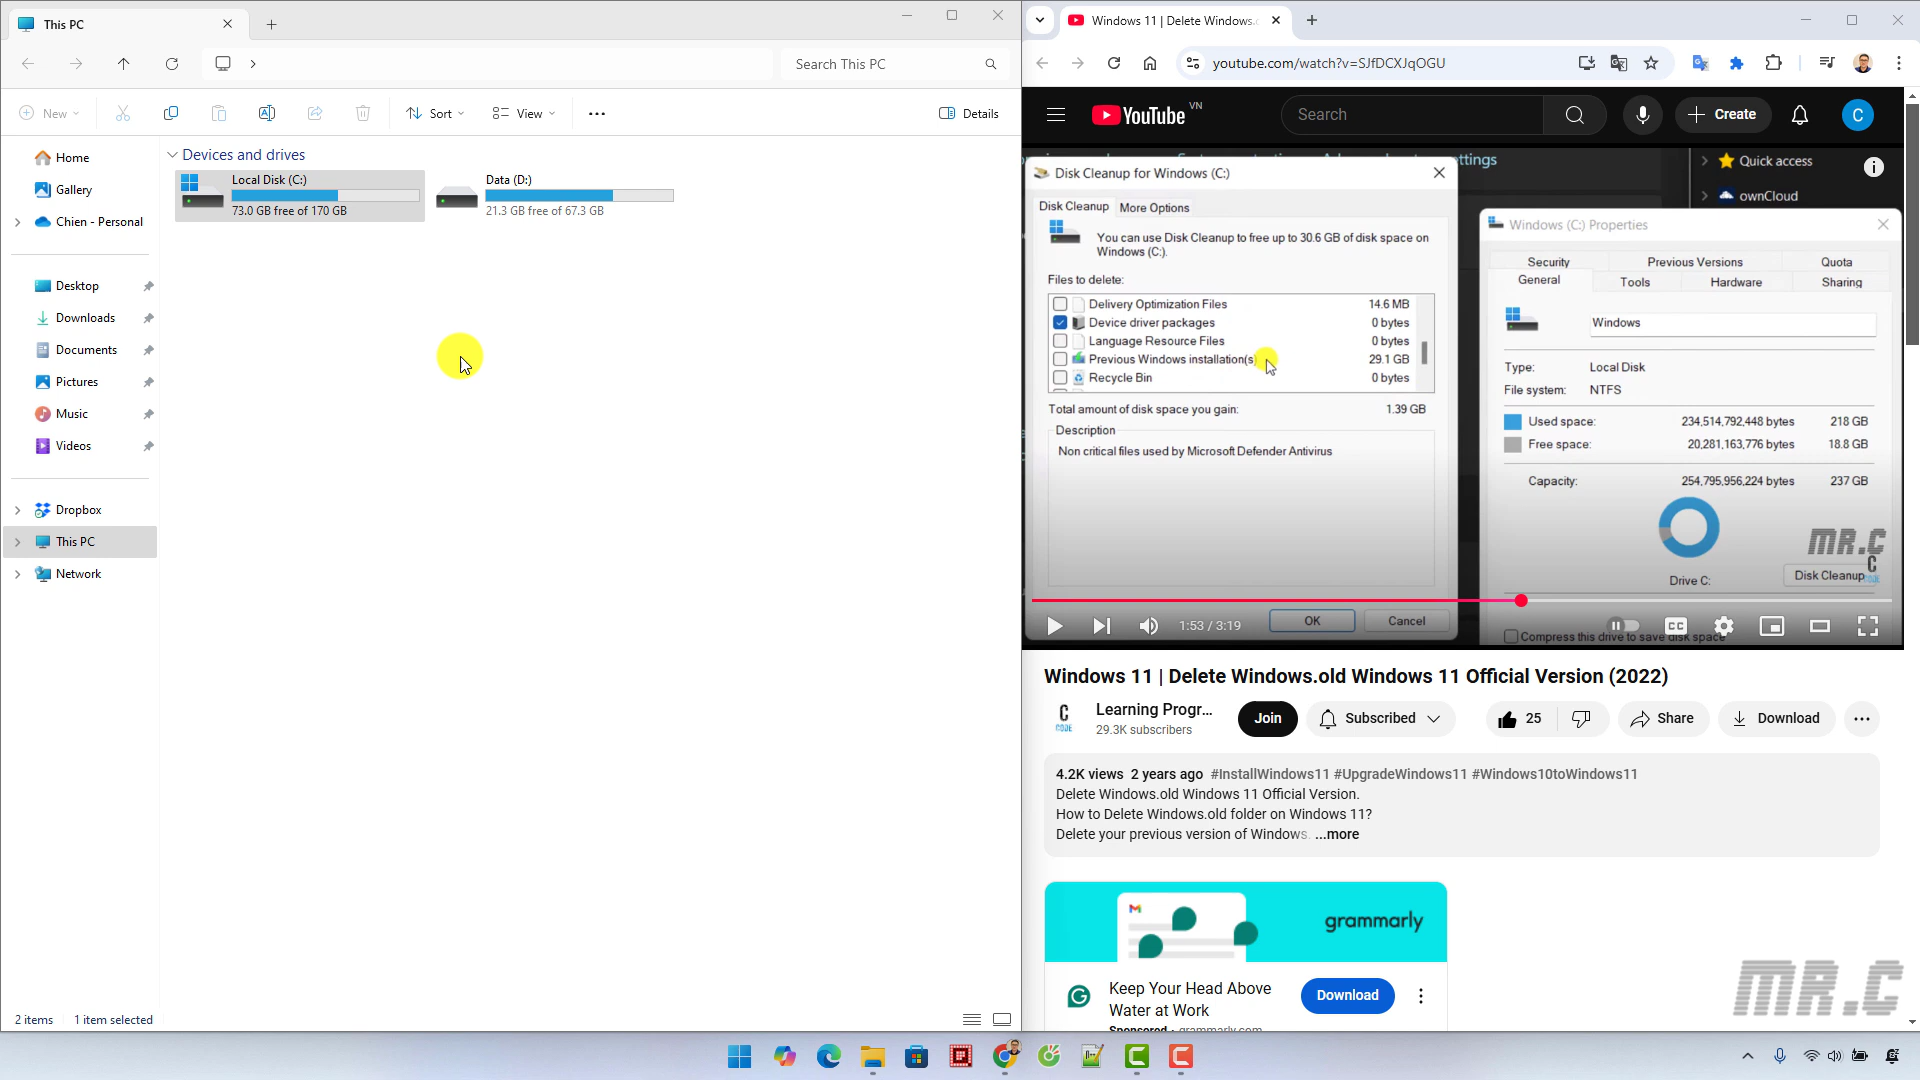 This PC
Search This PC
New
Sort
View
Details
Home
Gallery
Chien - Personal
Desktop
Downloads
Documents
Pictures
Music
Videos
Dropbox
This PC
Network
Devices and drives
Local Disk (C:)
73.0 GB free of 170 GB
Data (D:)
21.3 GB free of 67.3 GB
2 items
1 item selected
Windows 11 | Delete Windows.
youtube.com/watch?v=SJfDCXJqOGU
YouTube VN
Search
Create
C
ettings
Quick access
ownCloud
Disk Cleanup for Windows (C:)
Disk Cleanup
More Options
You can use Disk Cleanup to free up to 30.6 GB of disk space on
Windows (C:).
Files to delete:
Delivery Optimization Files 14.6 MB
Device driver packages 0 bytes
Language Resource Files 0 bytes
Previous Windows installation(s) 29.1 GB
Recycle Bin 0 bytes
Total amount of disk space you gain: 1.39 GB
Description
Non critical files used by Microsoft Defender Antivirus
OK
Cancel
Windows (C:) Properties
Security
Previous Versions
Quota
General
Tools
Hardware
Sharing
Windows
Type: Local Disk
File system: NTFS
Used space: 234,514,792,448 bytes 218 GB
Free space: 20,281,163,776 bytes 18.8 GB
Capacity: 254,795,956,224 bytes 237 GB
MR.C
CODE
Drive C:
Disk Cleanup
Compress this drive to save disk space
1:53 / 3:19
CC
Windows 11 | Delete Windows.old Windows 11 Official Version (2022)
C
CODE
Learning Progr...
29.3K subscribers
Join
Subscribed
25
Share
Download
4.2K views 2 years ago #InstallWindows11 #UpgradeWindows11 #Windows10toWindows11
Delete Windows.old Windows 11 Official Version.
How to Delete Windows.old folder on Windows 11?
Delete your previous version of Windows. ...more
grammarly
Keep Your Head Above
Water at Work
Sponsored · grammarly.com
Download
MR.C